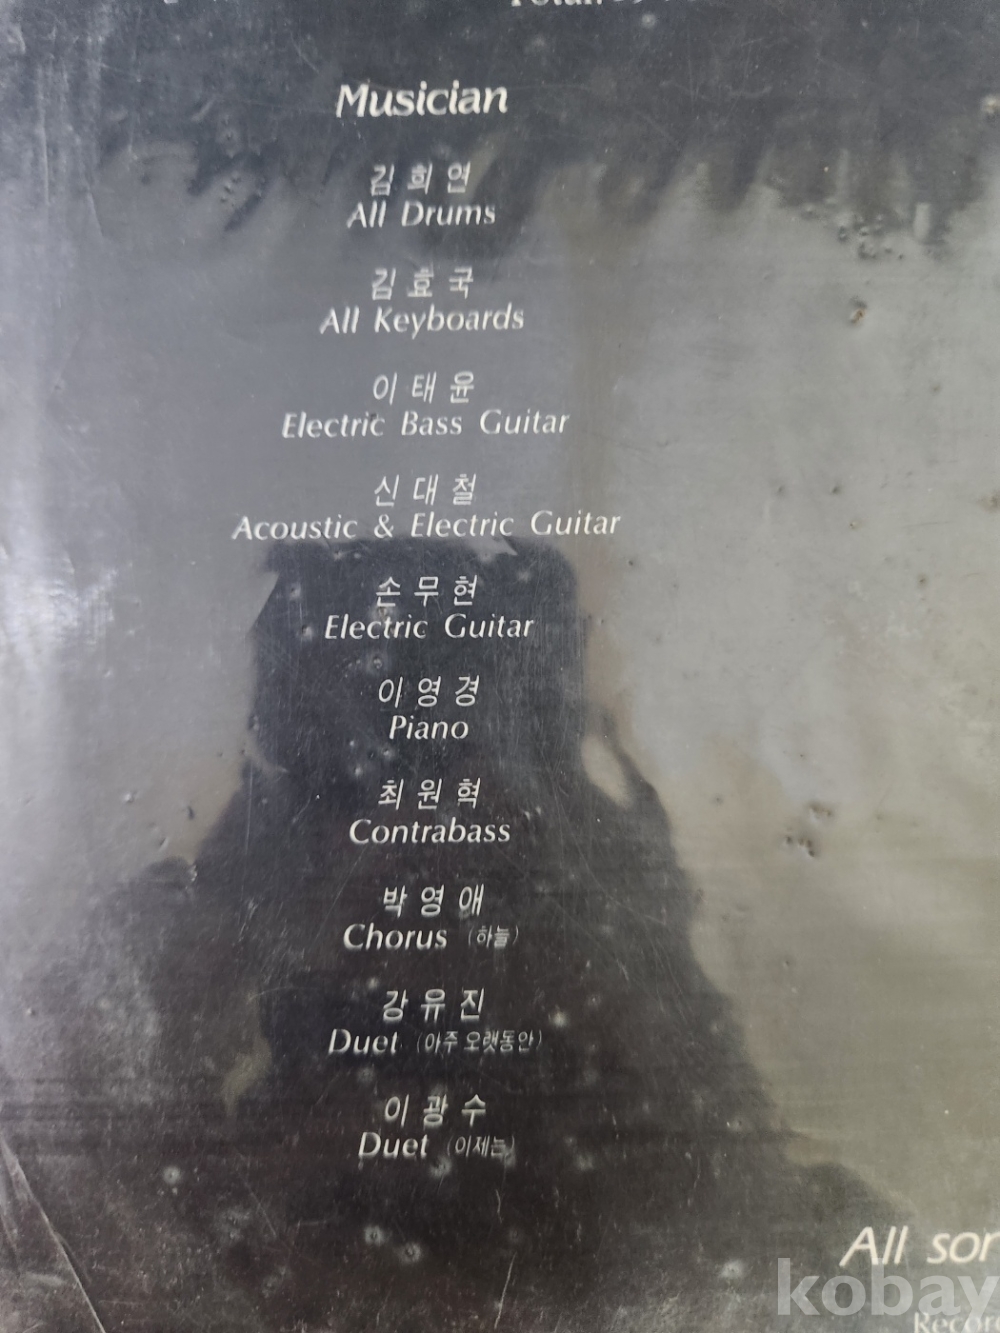 Musician
김희연
All Drums
김효국
All Keyboards
이태윤
Electric Bass Guitar
신대철
Acoustic & Electric Guitar
손무현
Electric Guitar
이영경
Piano
최원혁
Contrabass
박영애
Chorus (하늘)
강유진
Duet (아주 오랫동안)
이광수
Duet (이제는)
All
kobay